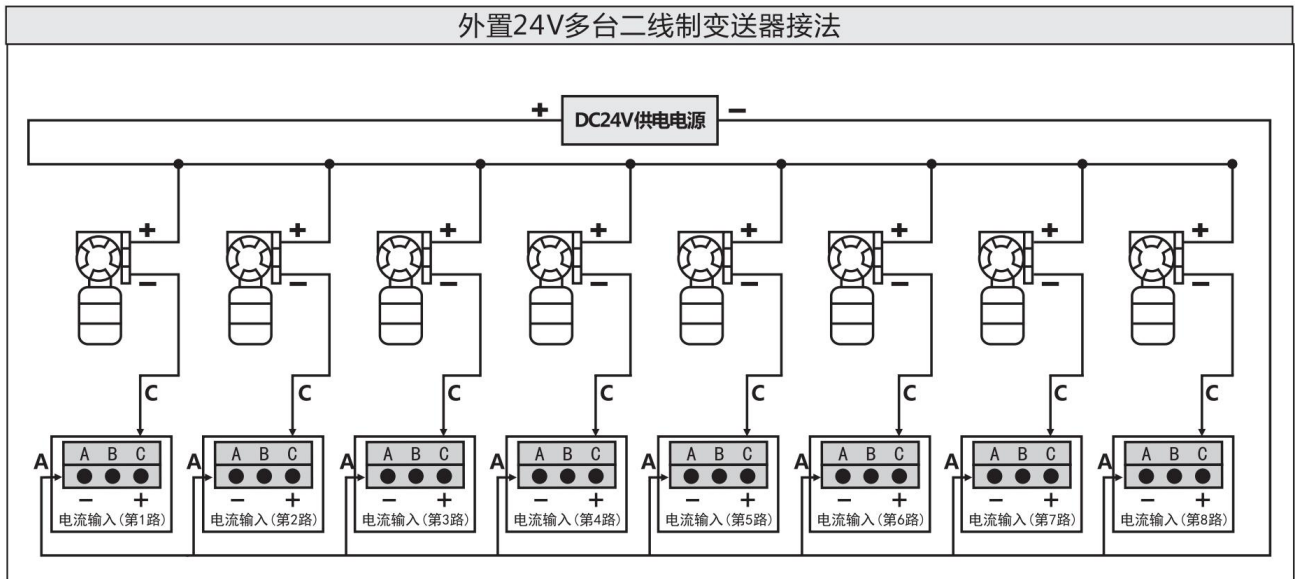 外置24V多台二线制变送器接法
+ DC24V供电电源 −
+ + + + + + + +
− − − − − − − −
C C C C C C C C
A B C A B C A B C A B C A B C A B C A B C A B C
A A A A A A A A
− + − + − + − + − + − + − + − +
电流输入(第1路) 电流输入(第2路) 电流输入(第3路) 电流输入(第4路) 电流输入(第5路) 电流输入(第6路) 电流输入(第7路) 电流输入(第8路)